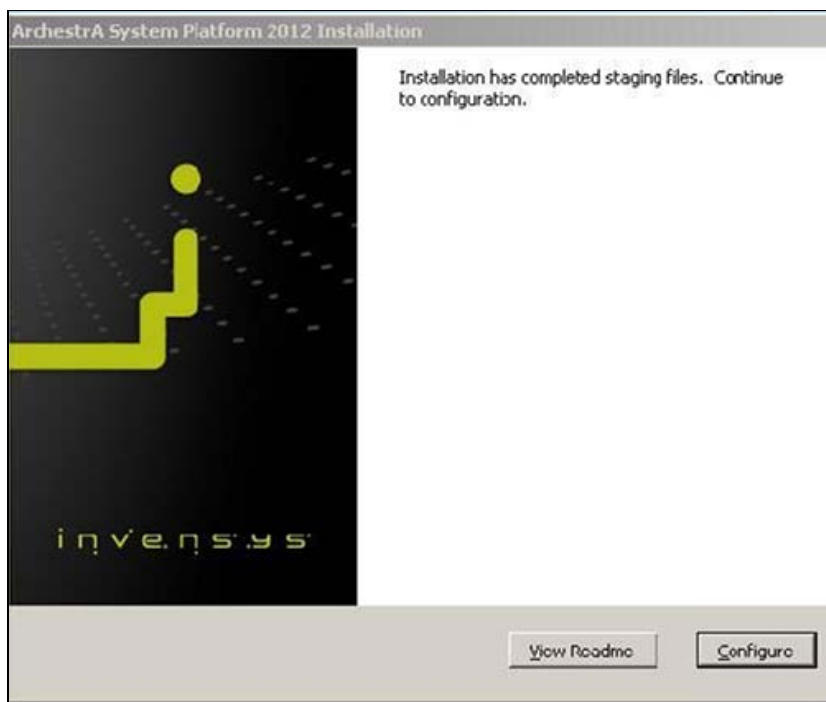 ArchestrA System Platform 2012 Installation
Installation has completed staging files. Continue
to configuration.
invensys
View Readme
Configure